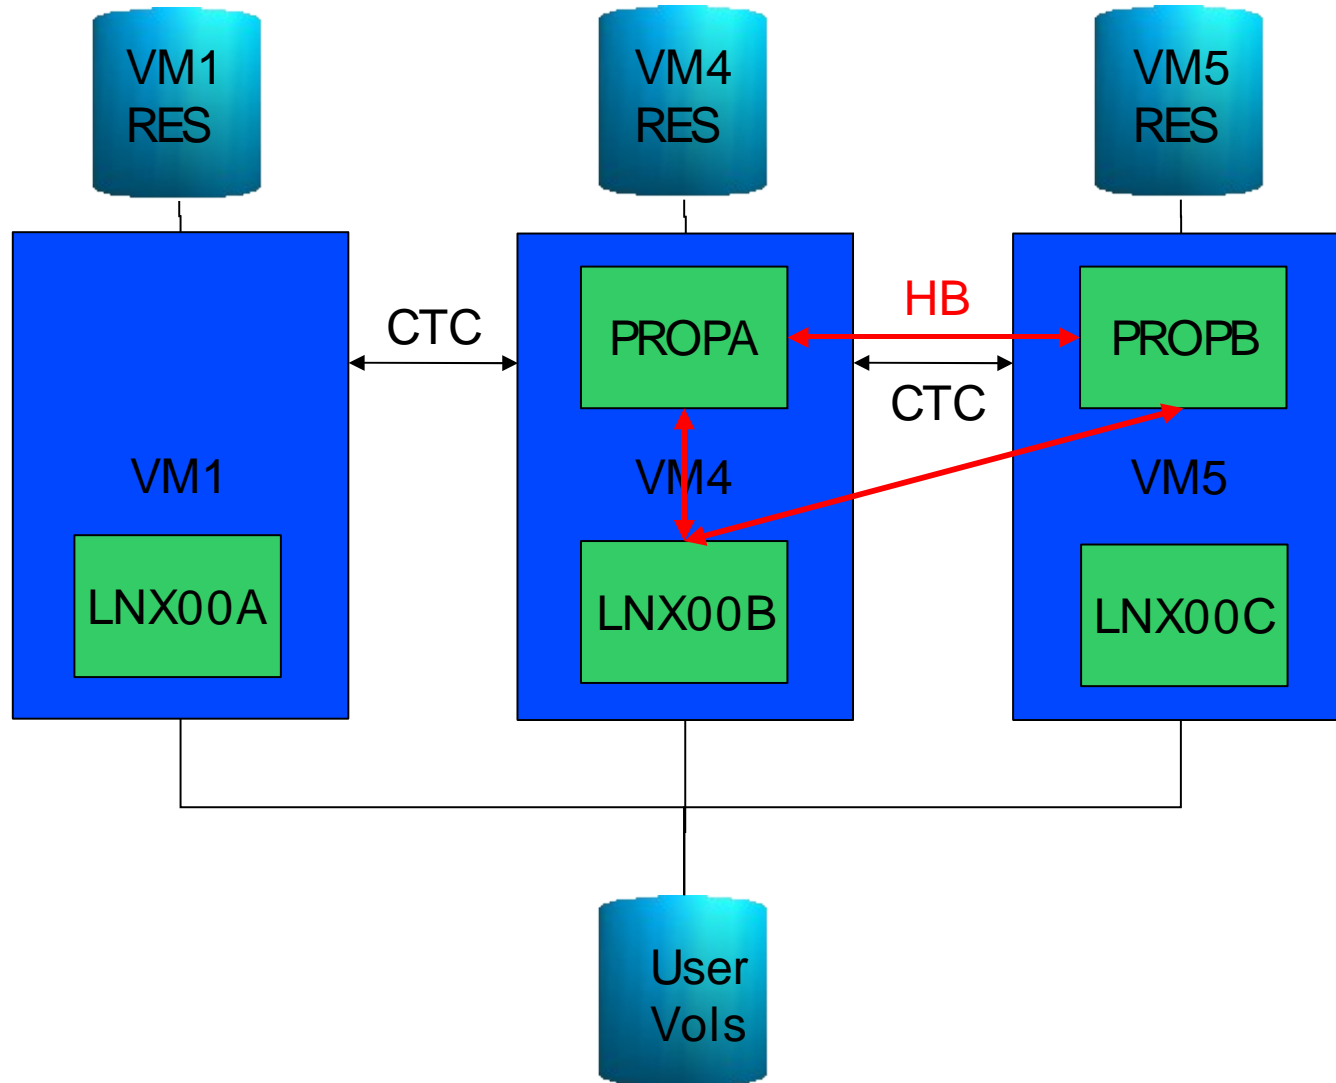 VM1
RES
VM4
RES
VM5
RES
HB
CTC
PROPA
PROPB
CTC
VM1
VM4
VM5
LNX00A
LNX00B
LNX00C
User
Vols